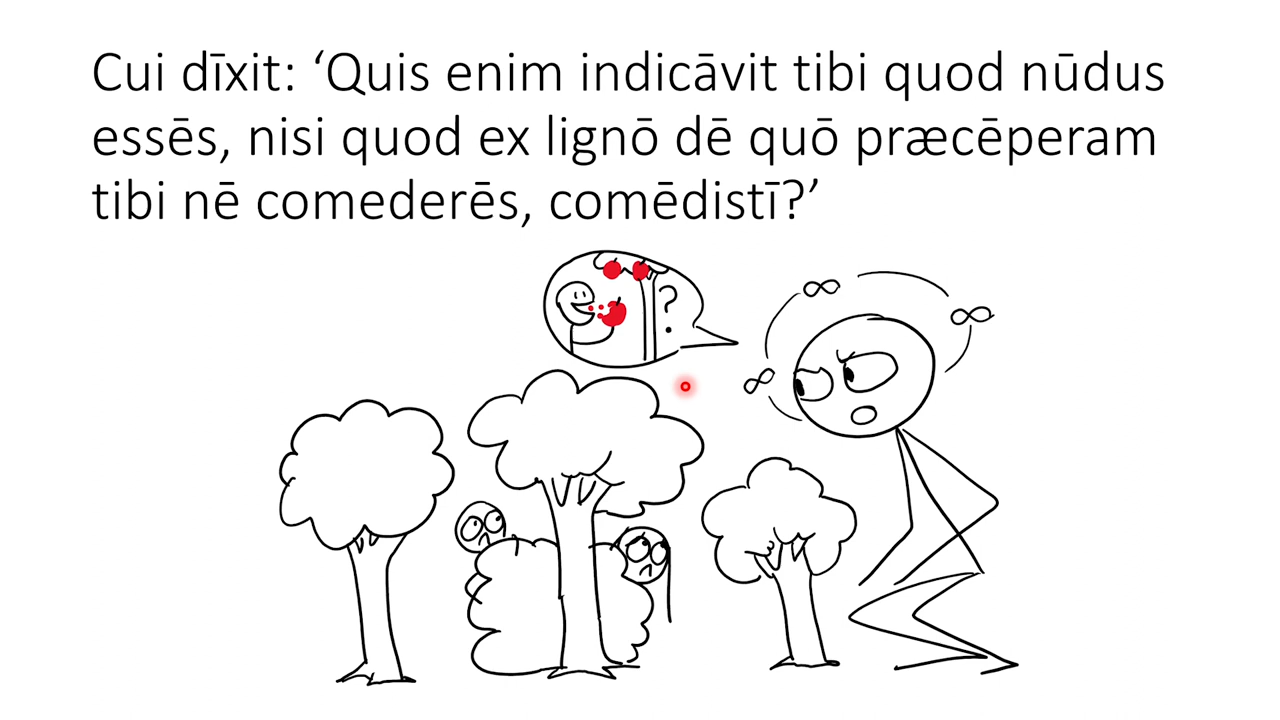 Cui dīxit: ‘Quis enim indicāvit tibi quod nūdus
essēs, nisi quod ex lignō dē quō præcēperam
tibi nē comederēs, comēdistī?’
?
∞
∞
∞